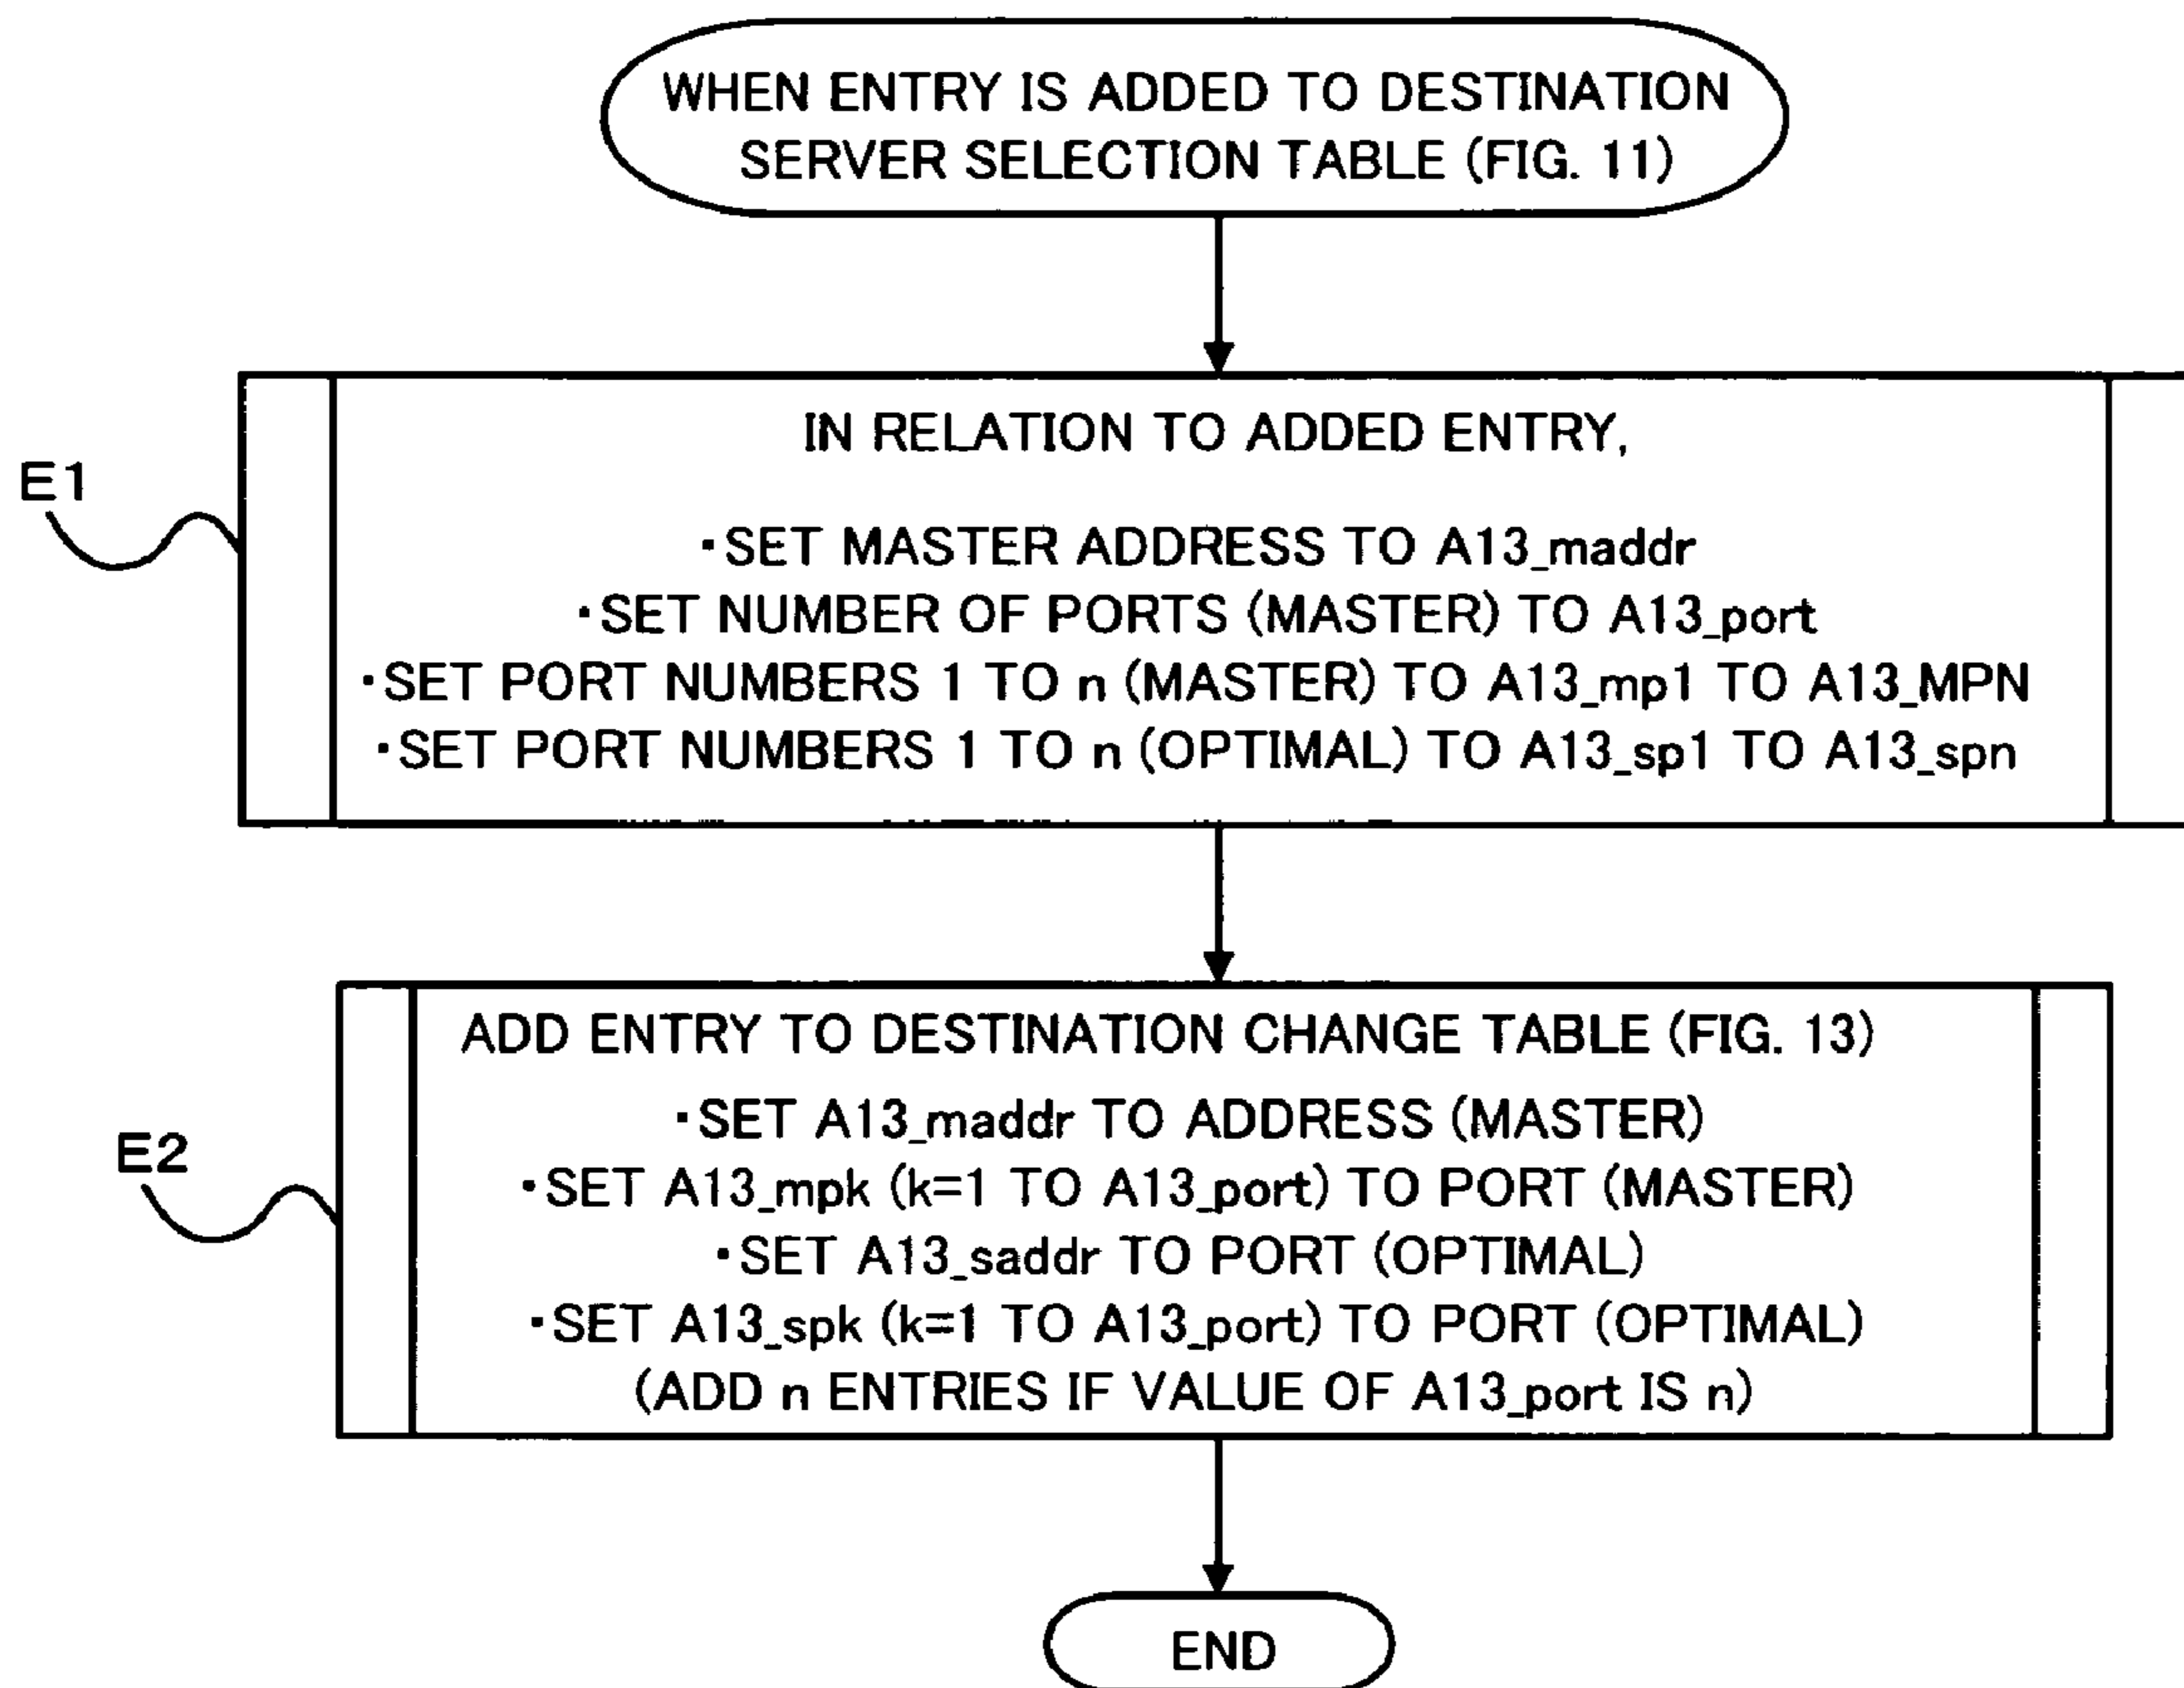 WHEN ENTRY IS ADDED TO DESTINATION
SERVER SELECTION TABLE (FIG. 11)
E1
IN RELATION TO ADDED ENTRY,
・SET MASTER ADDRESS TO A13_maddr
・SET NUMBER OF PORTS (MASTER) TO A13_port
・SET PORT NUMBERS 1 TO n (MASTER) TO A13_mp1 TO A13_MPN
・SET PORT NUMBERS 1 TO n (OPTIMAL) TO A13_sp1 TO A13_spn
E2
ADD ENTRY TO DESTINATION CHANGE TABLE (FIG. 13)
・SET A13_maddr TO ADDRESS (MASTER)
・SET A13_mpk (k=1 TO A13_port) TO PORT (MASTER)
・SET A13_saddr TO PORT (OPTIMAL)
・SET A13_spk (k=1 TO A13_port) TO PORT (OPTIMAL)
(ADD n ENTRIES IF VALUE OF A13_port IS n)
END